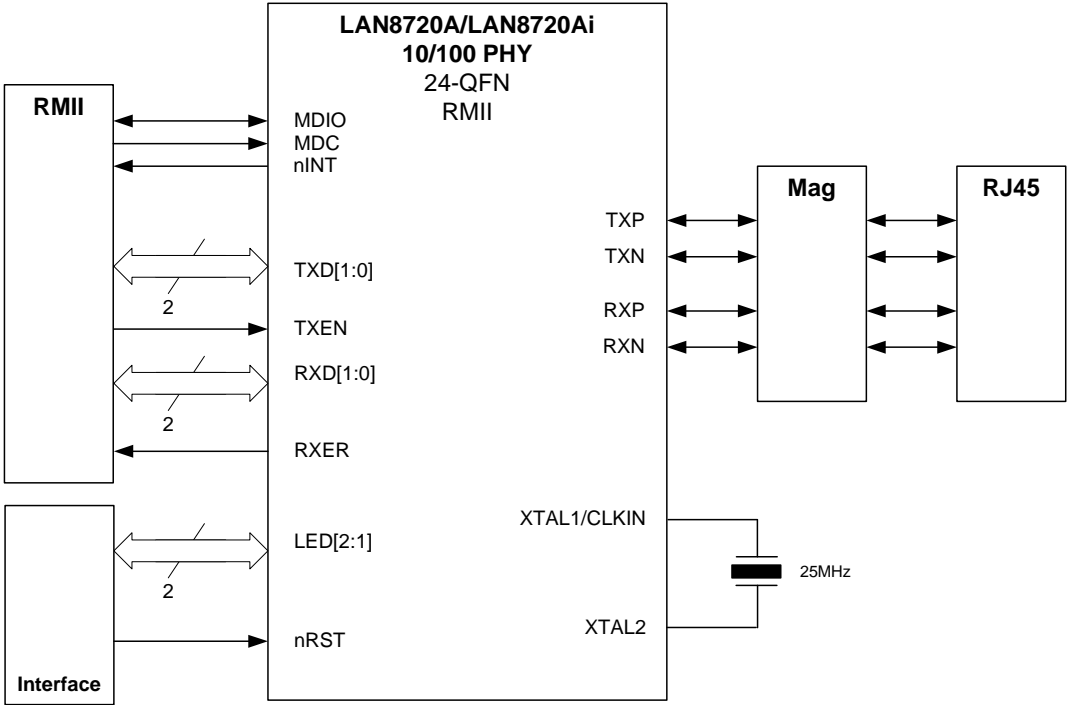 LAN8720A/LAN8720Ai
10/100 PHY
24-QFN
RMII
RMII
MDIO
MDC
nINT
TXD[1:0]
2
TXEN
RXD[1:0]
2
RXER
LED[2:1]
2
nRST
Interface
TXP
TXN
RXP
RXN
Mag
RJ45
XTAL1/CLKIN
25MHz
XTAL2